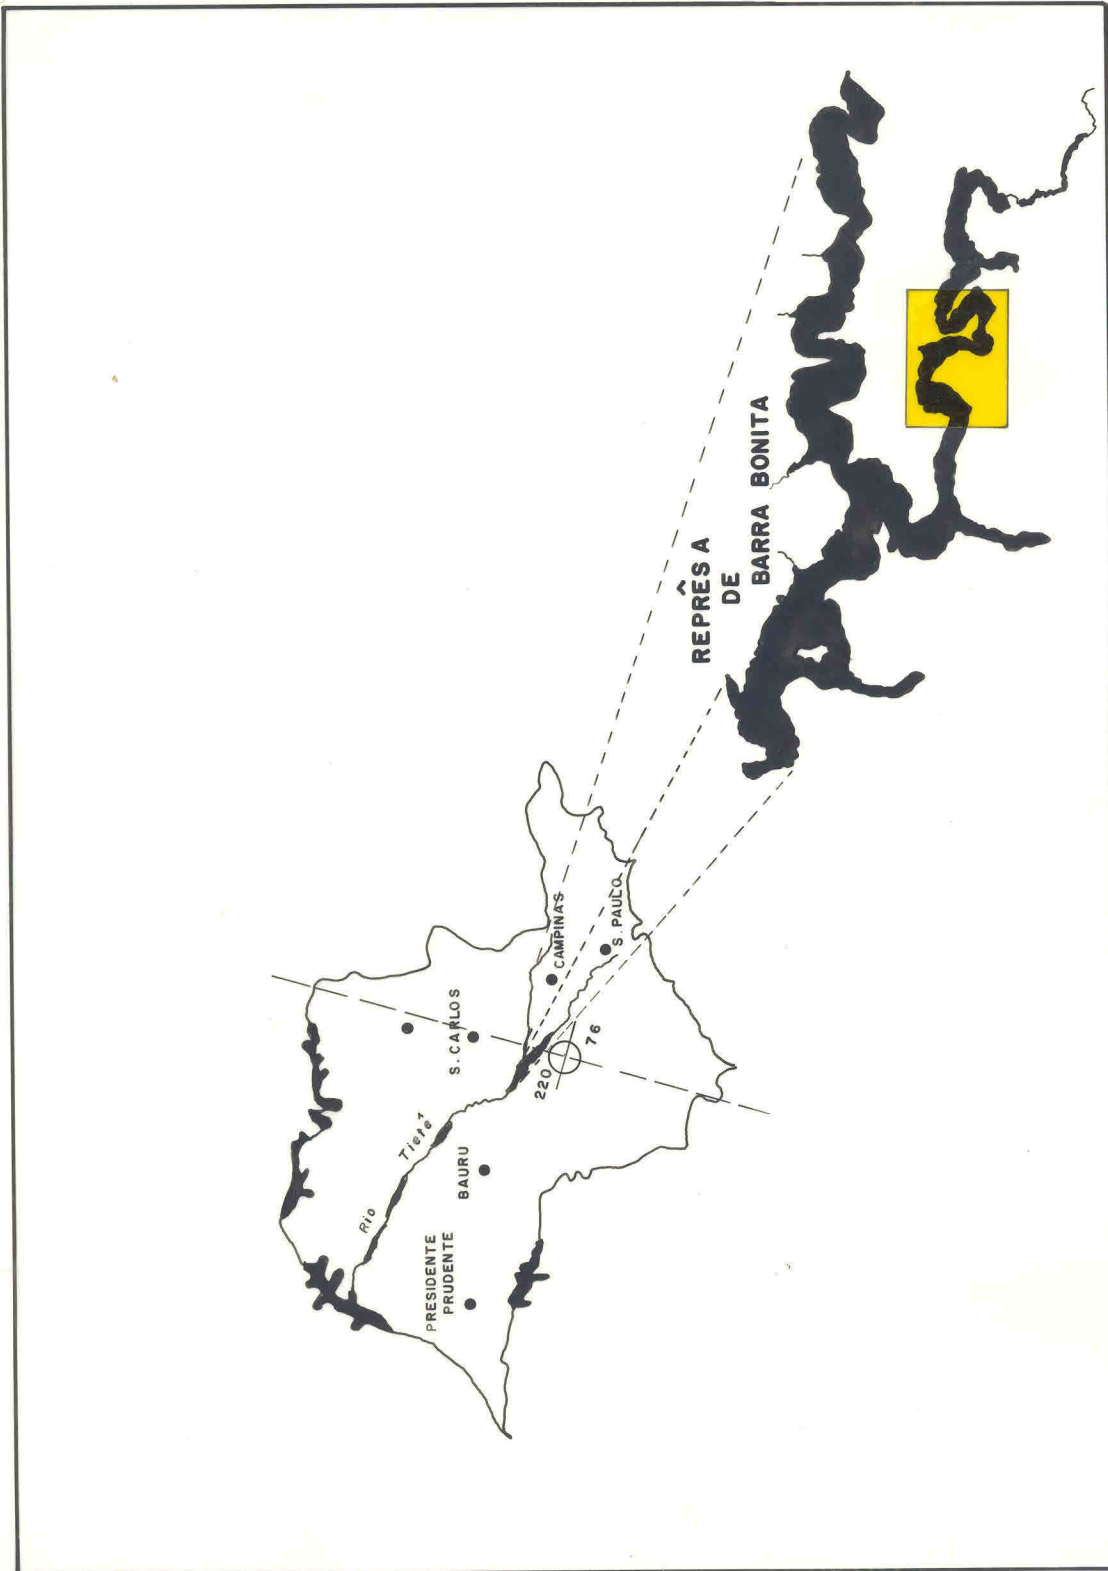 REPRÊSA
DE
BARRA BONITA
CAMPINAS
S. PAULO
S. CARLOS
220
76
Rio Tietê
BAURU
PRESIDENTE
PRUDENTE